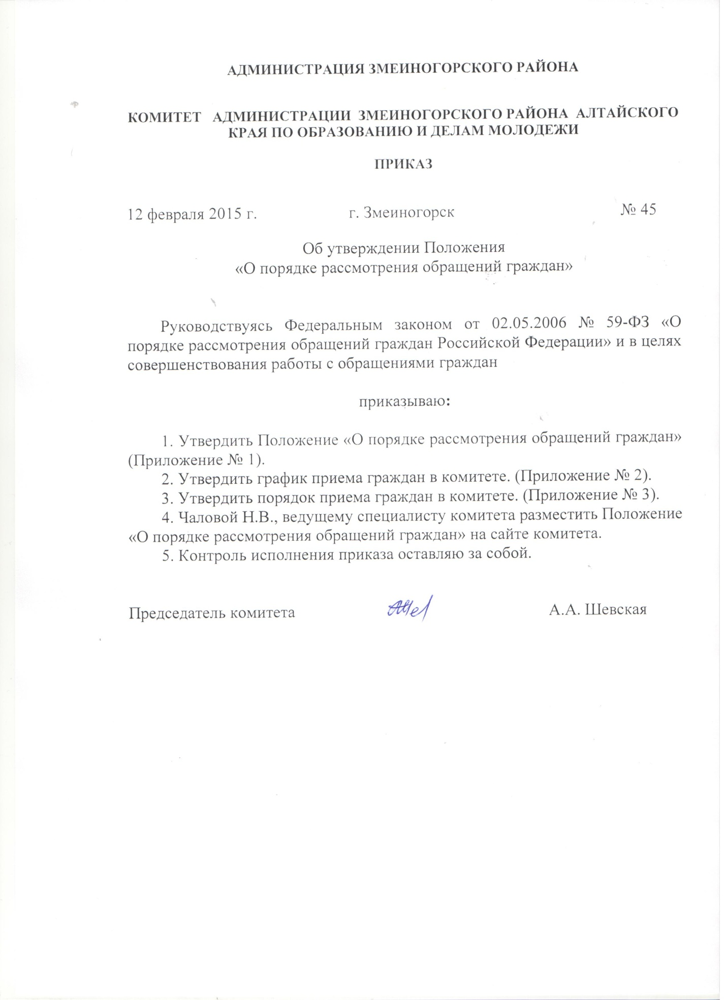 АДМИНИСТРАЦИЯ ЗМЕИНОГОРСКОГО РАЙОНА
КОМИТЕТ АДМИНИСТРАЦИИ ЗМЕИНОГОРСКОГО РАЙОНА АЛТАЙСКОГО
КРАЯ ПО ОБРАЗОВАНИЮ И ДЕЛАМ МОЛОДЕЖИ
ПРИКАЗ
12 февраля 2015 г. г. Змеиногорск № 45
Об утверждении Положения
«О порядке рассмотрения обращений граждан»
Руководствуясь Федеральным законом от 02.05.2006 № 59-ФЗ «О
порядке рассмотрения обращений граждан Российской Федерации» и в целях
совершенствования работы с обращениями граждан
приказываю:
1. Утвердить Положение «О порядке рассмотрения обращений граждан»
(Приложение № 1).
2. Утвердить график приема граждан в комитете. (Приложение № 2).
3. Утвердить порядок приема граждан в комитете. (Приложение № 3).
4. Чаловой Н.В., ведущему специалисту комитета разместить Положение
«О порядке рассмотрения обращений граждан» на сайте комитета.
5. Контроль исполнения приказа оставляю за собой.
Председатель комитета А.А. Шевская